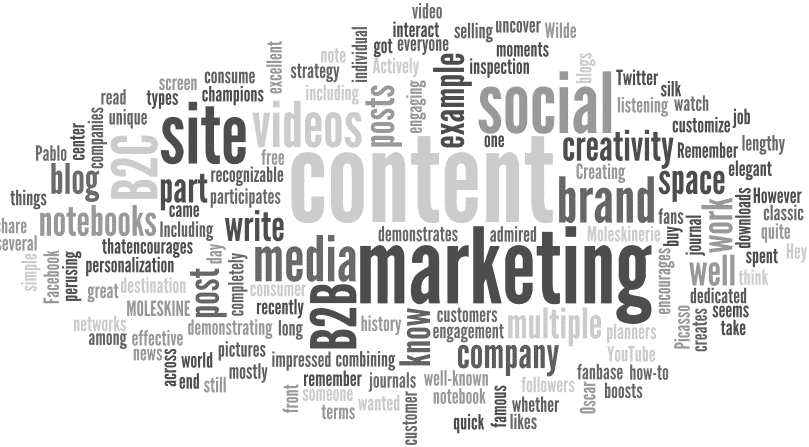 video
interact
selling
uncover
Wilde
individual
got
everyone
moments
note
excellent
strategy
Actively
example
inspection
blogs
screen
consume
Twitter
silk
read
types
champions
including
posts
engaging
social
listening
watch
unique
companies
site
videos
one
customize
job
center
B2C
free
creativity
Remember
lengthy
Pablo
recognizable
content
Creating
space
elegant
blog
part
participates
brand
However
things
came
fans
work
downloads
classic
share
notebooks
Including
write
demonstrates
admired
Moleskinerie
buy
journal
quite
several
thatencourages
day
media
marketing
encourages
spent
Hey
simple
Facebook
perusing
personalization
post
completely
well
think
great
destination
consumer
dedicated
MOLESKINE
recently
B2B
customers
multiple
Picasso
creates
seems
networks
demonstrating
long
history
know
engagement
planners
take
among
effective
news
pictures
company
YouTube
across
world
impressed
combining
fanbase
how-to
mostly
end
still
remember
journals
well-known
followers
Oscar
boosts
front
someone
wanted
notebook
famous
whether
terms
customer
quick
likes